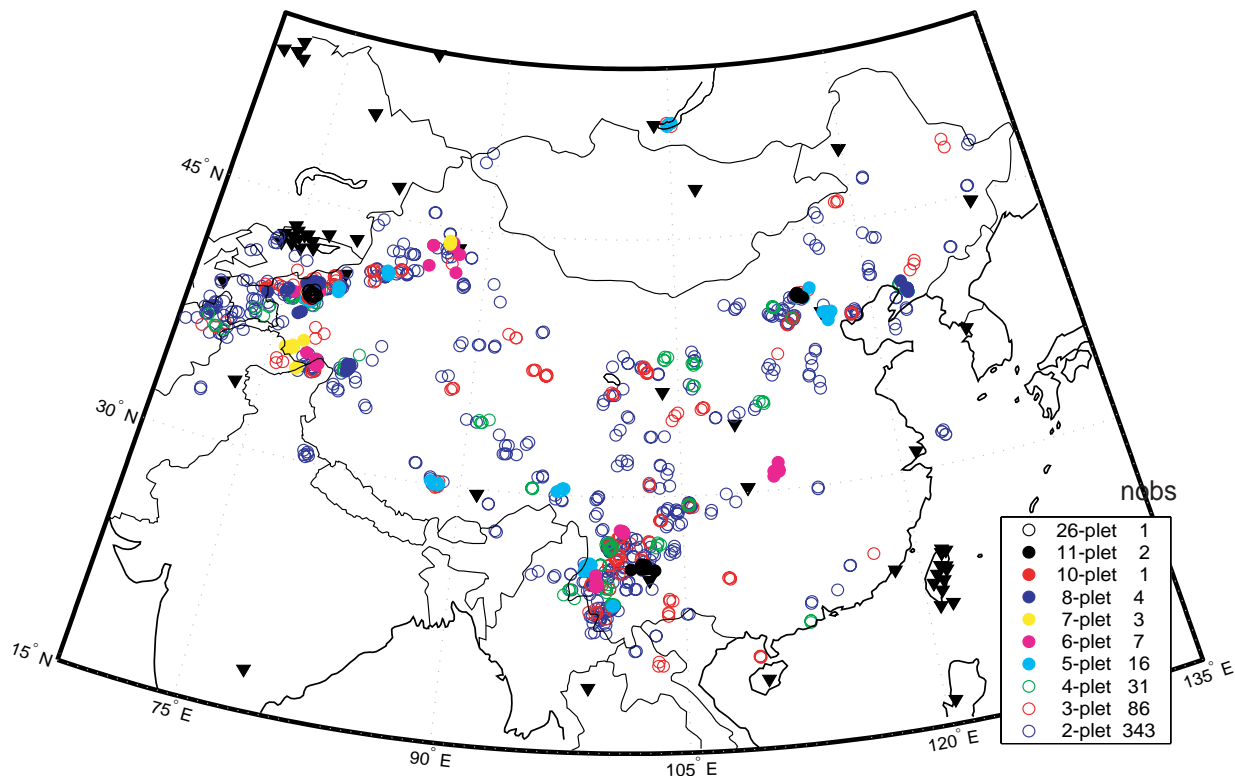 45° N
30° N
15° N
75° E
90° E
105° E
120° E
135° E
nobs
26-plet 1
11-plet 2
10-plet 1
8-plet 4
7-plet 3
6-plet 7
5-plet 16
4-plet 31
3-plet 86
2-plet 343